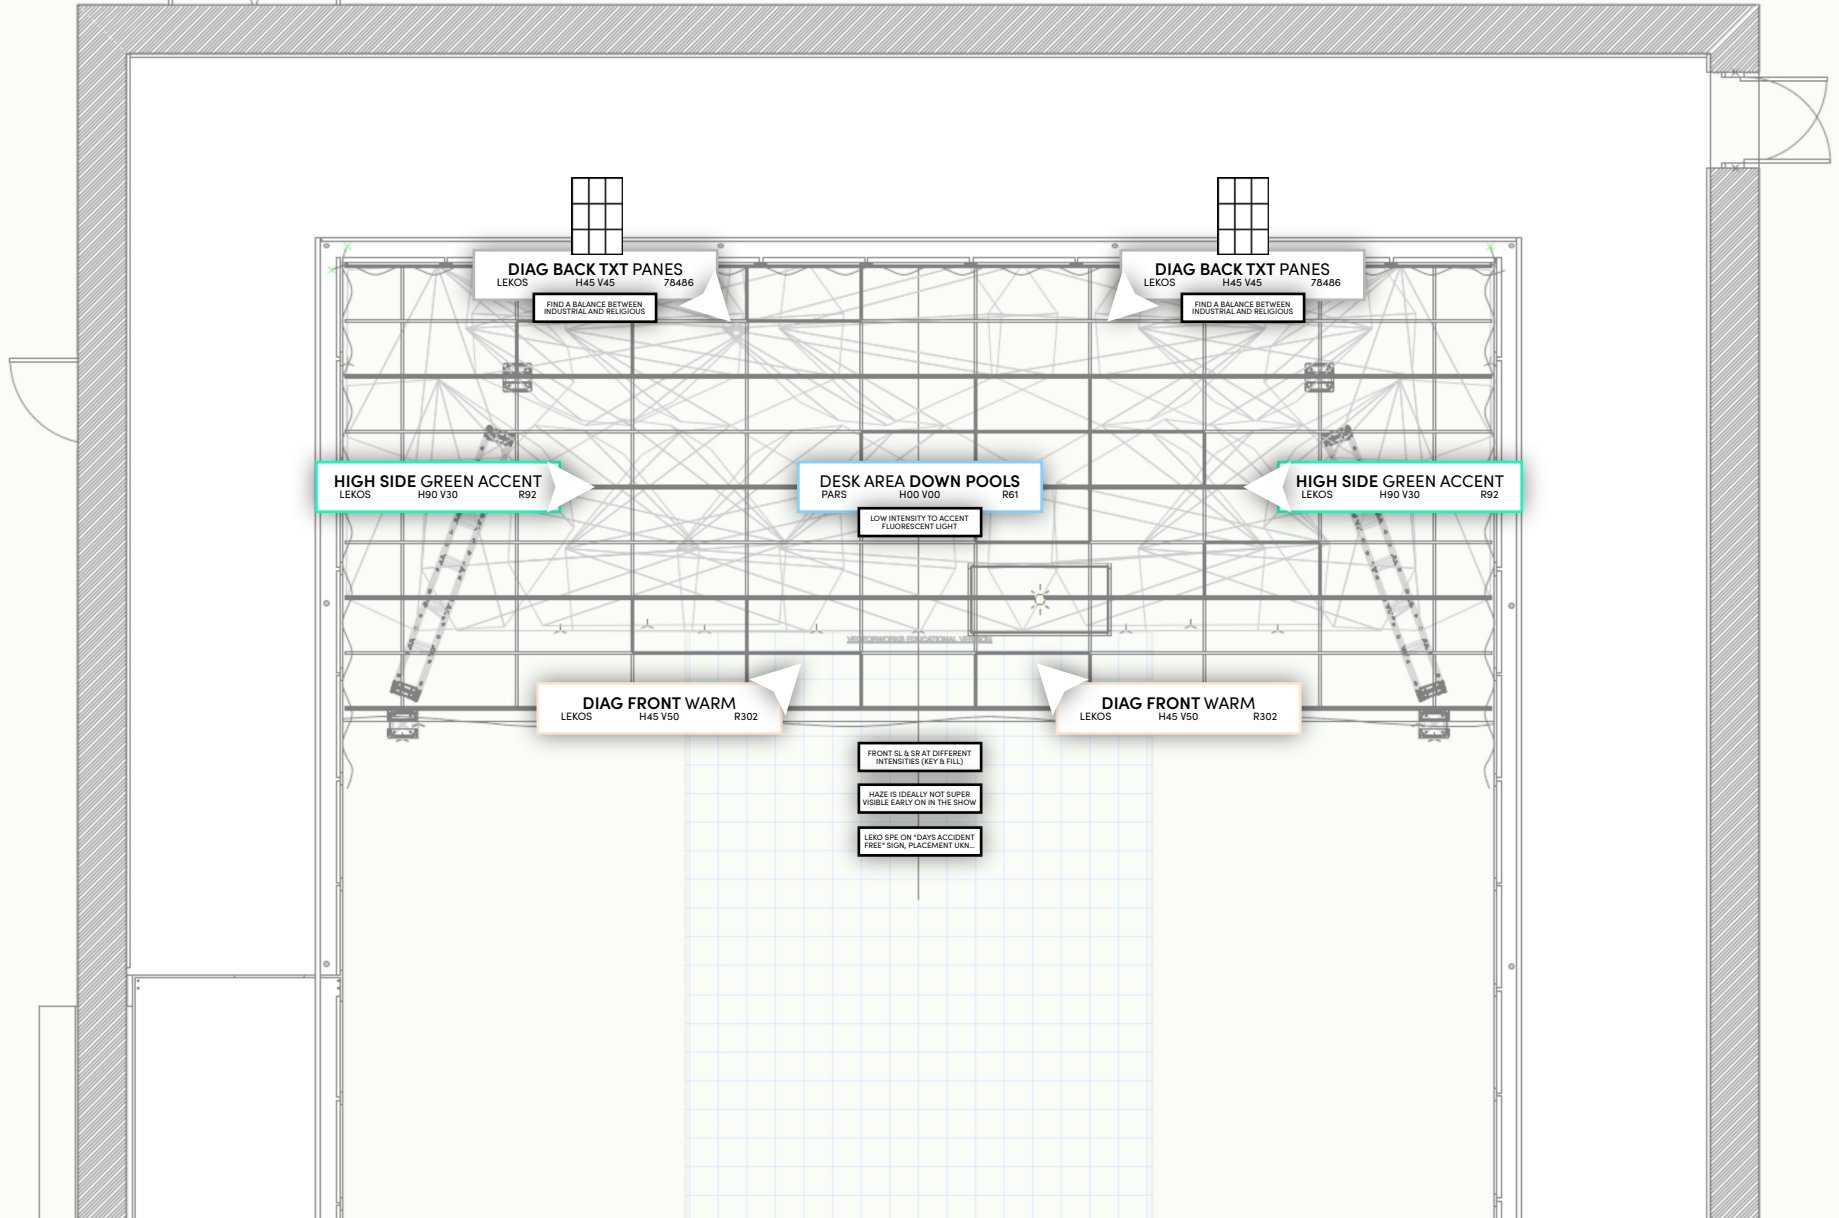 DIAG BACK TXT PANES
LEKOS H45 V45 78486
FIND A BALANCE BETWEEN
INDUSTRIAL AND RELIGIOUS
DIAG BACK TXT PANES
LEKOS H45 V45 78486
FIND A BALANCE BETWEEN
INDUSTRIAL AND RELIGIOUS
HIGH SIDE GREEN ACCENT
LEKOS H90 V30 R92
DESK AREA DOWN POOLS
PARS H00 V00 R61
LOW INTENSITY TO ACCENT
FLUORESCENT LIGHT
HIGH SIDE GREEN ACCENT
LEKOS H90 V30 R92
VECTORWORKS EDUCATIONAL VERSION
DIAG FRONT WARM
LEKOS H45 V50 R302
DIAG FRONT WARM
LEKOS H45 V50 R302
FRONT SL & SR AT DIFFERENT
INTENSITIES (KEY & FILL)
HAZE IS IDEALLY NOT SUPER
VISIBLE EARLY ON IN THE SHOW
LEKO SPE ON "DAYS ACCIDENT
FREE" SIGN, PLACEMENT UKN...